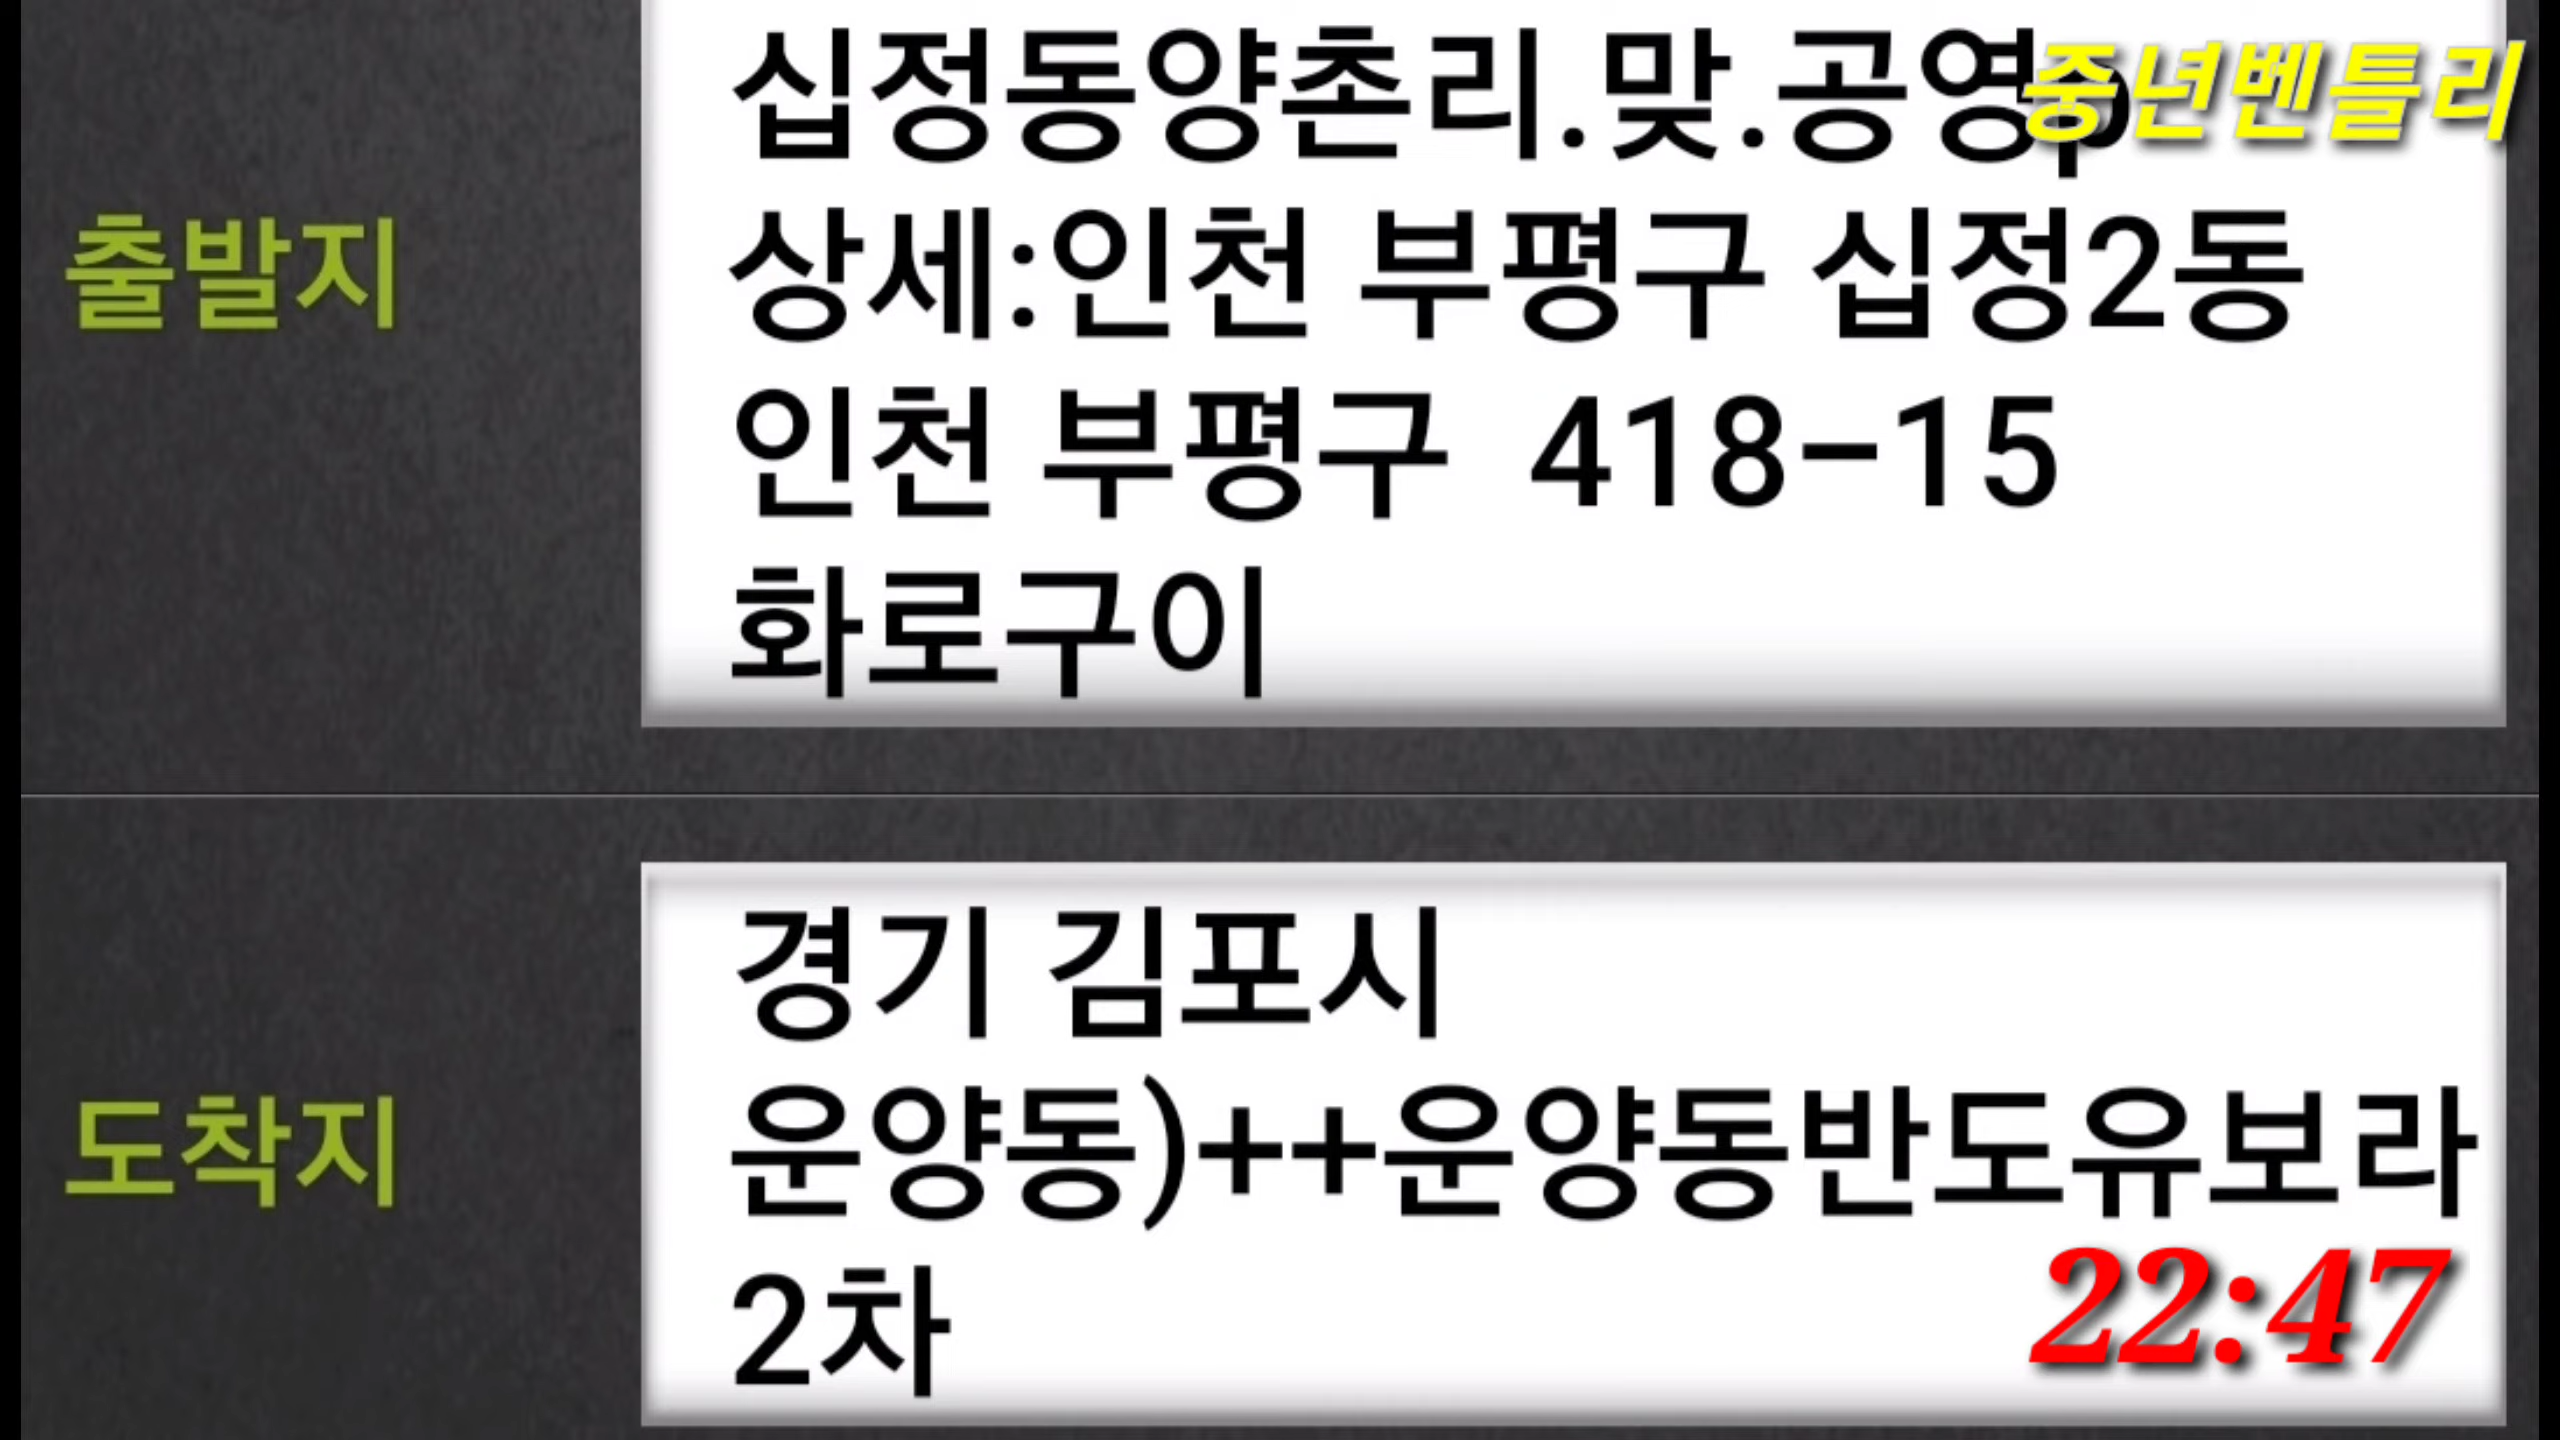 십정동양촌리.맞.공영p
중년벤틀리
출발지
상세:인천 부평구 십정2동
인천 부평구 418-15
화로구이
경기 김포시
도착지
운양동)++운양동반도유보라
2차
22:47